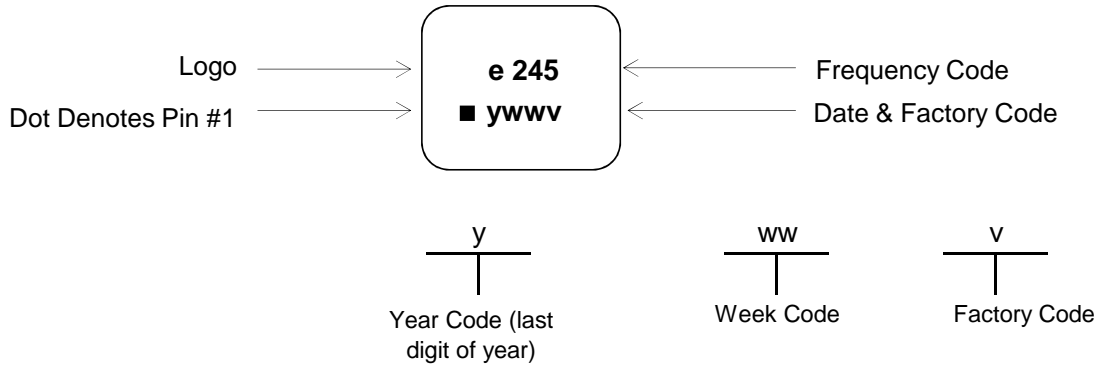 Logo
e 245
Frequency Code
Dot Denotes Pin #1
■ ywwv
Date & Factory Code
y
ww
v
Year Code (last
digit of year)
Week Code
Factory Code